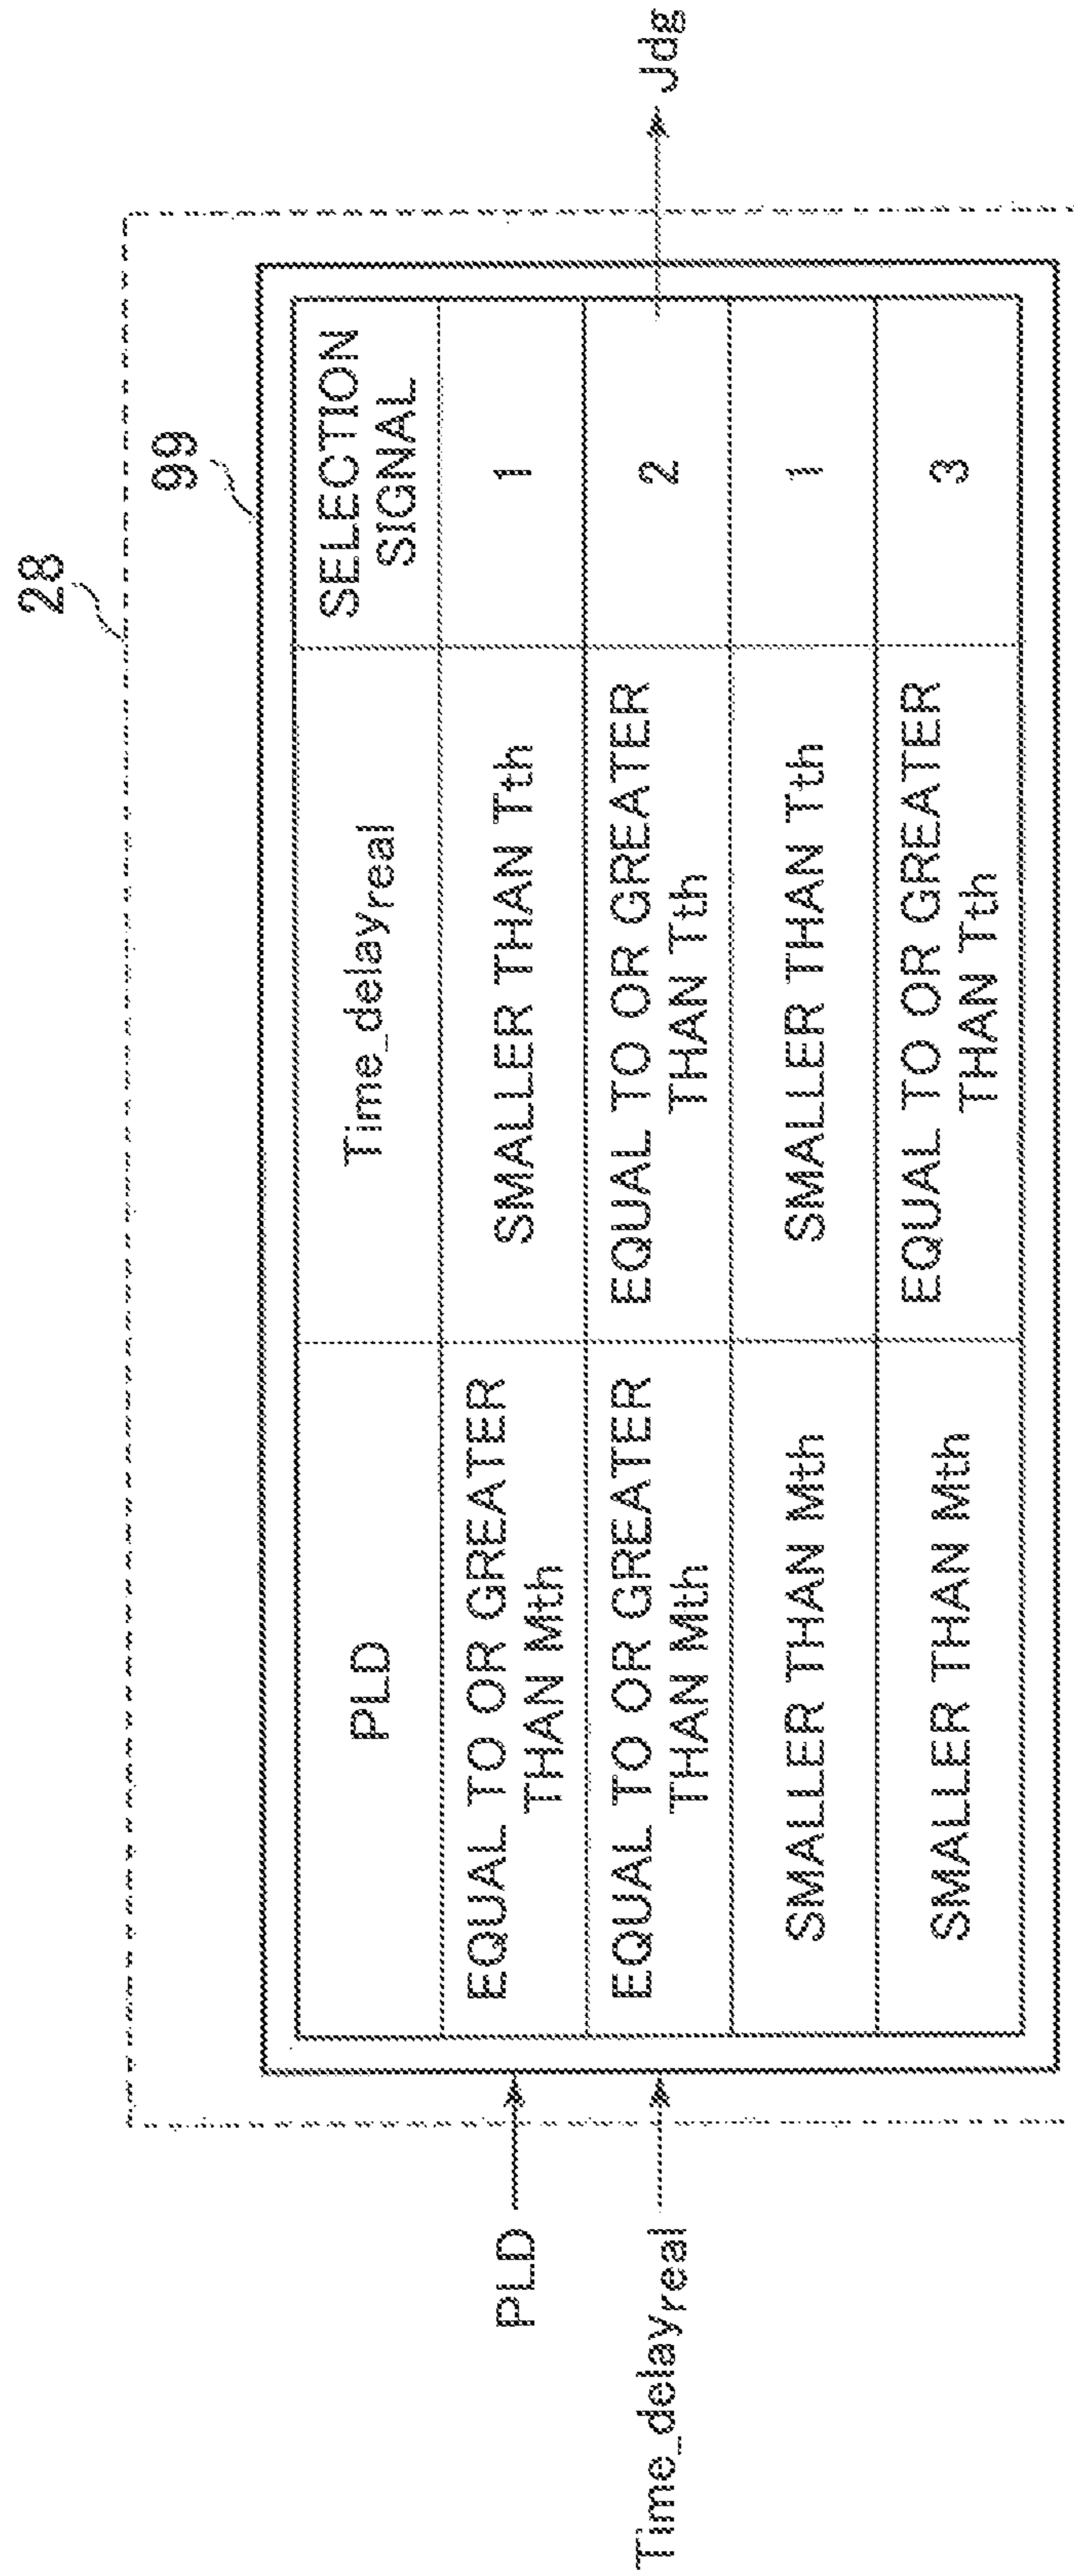 28
99
PLD
Time_delayreal
SELECTION
SIGNAL
EQUAL TO OR GREATER
THAN Mth
SMALLER THAN Tth
1
EQUAL TO OR GREATER
THAN Mth
EQUAL TO OR GREATER
THAN Tth
2
SMALLER THAN Mth
SMALLER THAN Tth
1
SMALLER THAN Mth
EQUAL TO OR GREATER
THAN Tth
3
PLD
Time_delayreal
Jdg